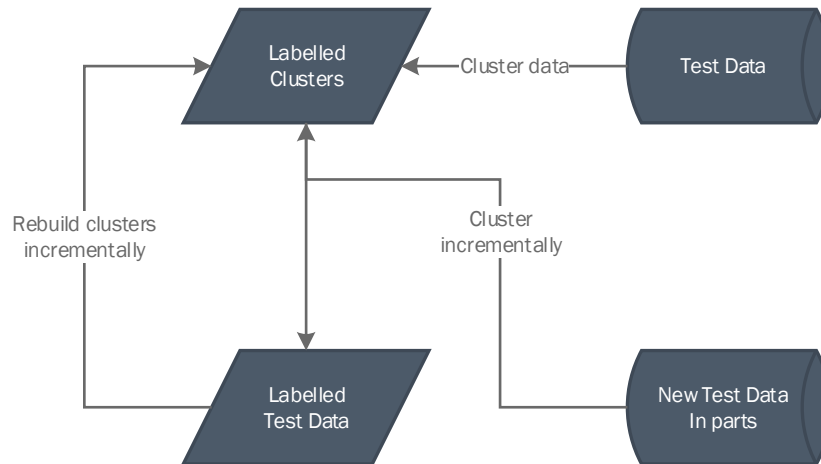 Labelled
Clusters
Cluster data
Test Data
Rebuild clusters
incrementally
Cluster
incrementally
Labelled
Test Data
New Test Data
In parts